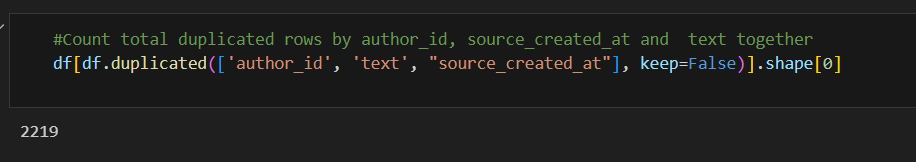 #Count total duplicated rows by author_id, source_created_at and  text together
df[df.duplicated(['author_id', 'text', "source_created_at"], keep=False)].shape[0]
2219